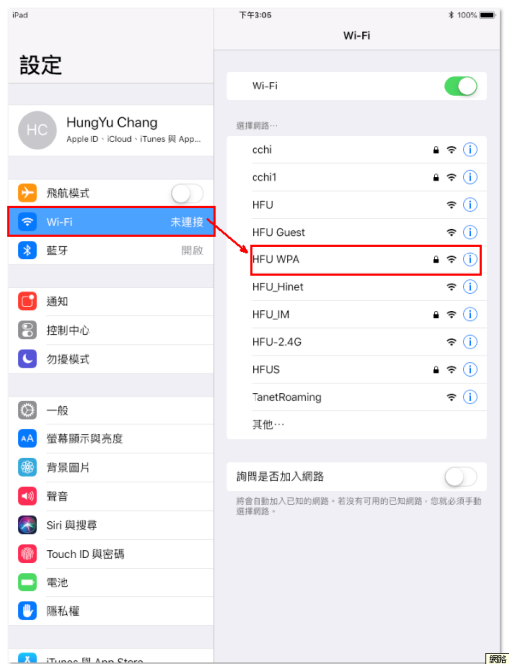 iPad
下午3:05
100%
設定
Wi-Fi
HC
HungYu Chang
Apple ID、iCloud、iTunes 與 App...
飛航模式
Wi-Fi
未連接
藍牙
開啟
通知
控制中心
勿擾模式
一般
AA
螢幕顯示與亮度
背景圖片
聲音
Siri 與搜尋
Touch ID 與密碼
電池
隱私權
iTunes 與 App Store
Wi-Fi
選擇網路⋯
cchi
cchi1
HFU
HFU Guest
HFU WPA
HFU_Hinet
HFU_IM
HFU-2.4G
HFUS
TanetRoaming
其他⋯
詢問是否加入網路
將會自動加入已知的網路。若沒有可用的已知網路,您就必須手動
選擇網路。
網路